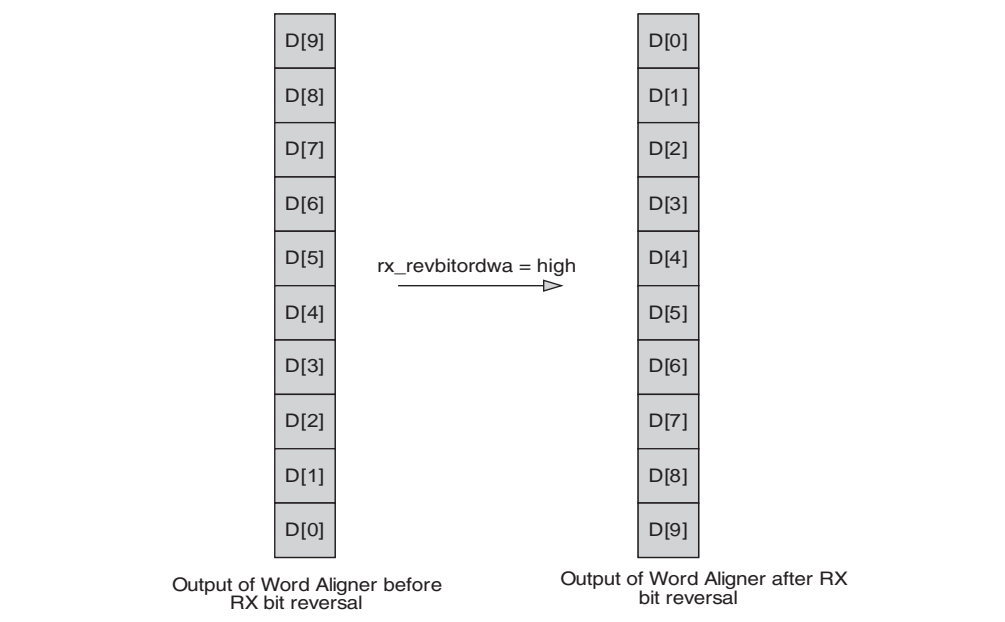 D[9]
D[8]
D[7]
D[6]
D[5]
D[4]
D[3]
D[2]
D[1]
D[0]
Output of Word Aligner before
RX bit reversal
rx_revbitordwa = high
D[0]
D[1]
D[2]
D[3]
D[4]
D[5]
D[6]
D[7]
D[8]
D[9]
Output of Word Aligner after RX
bit reversal